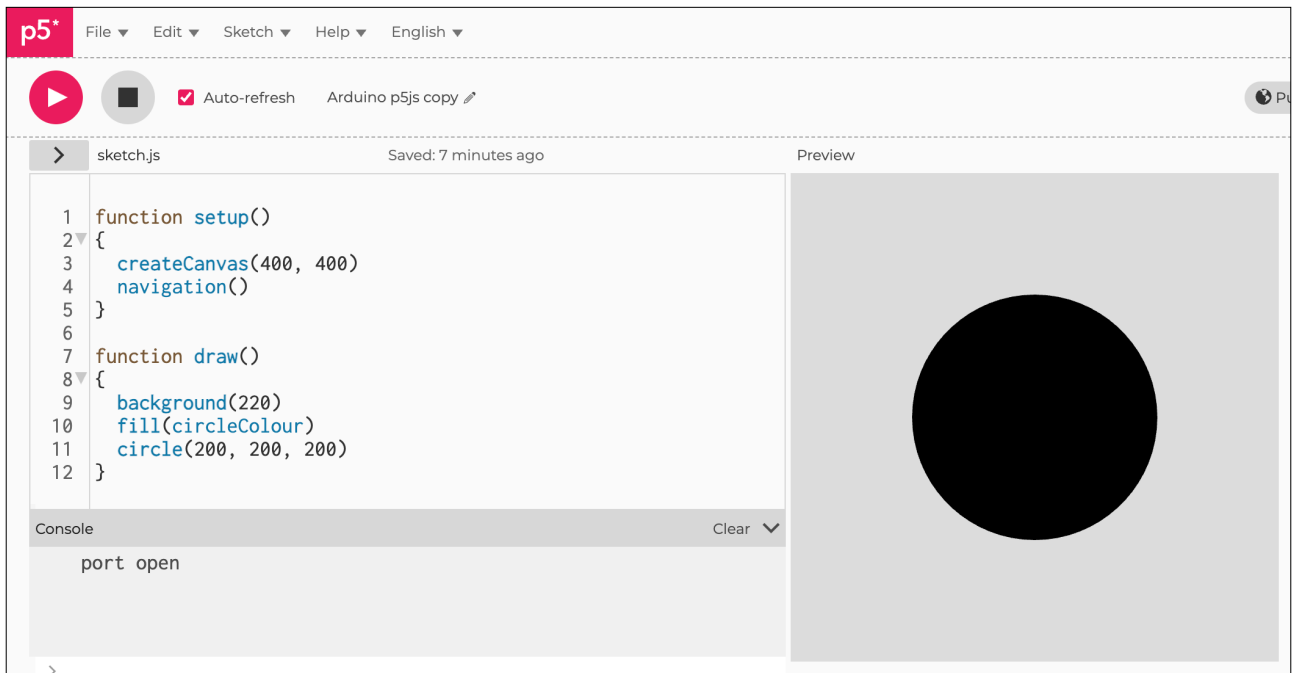 p5*
File Edit Sketch Help English
Auto-refresh Arduino p5js copy
sketch.js Saved: 7 minutes ago Preview
1 function setup()
2 {
3 createCanvas(400, 400)
4 navigation()
5 }
6
7 function draw()
8 {
9 background(220)
10 fill(circleColour)
11 circle(200, 200, 200)
12 }
Console Clear
port open
>